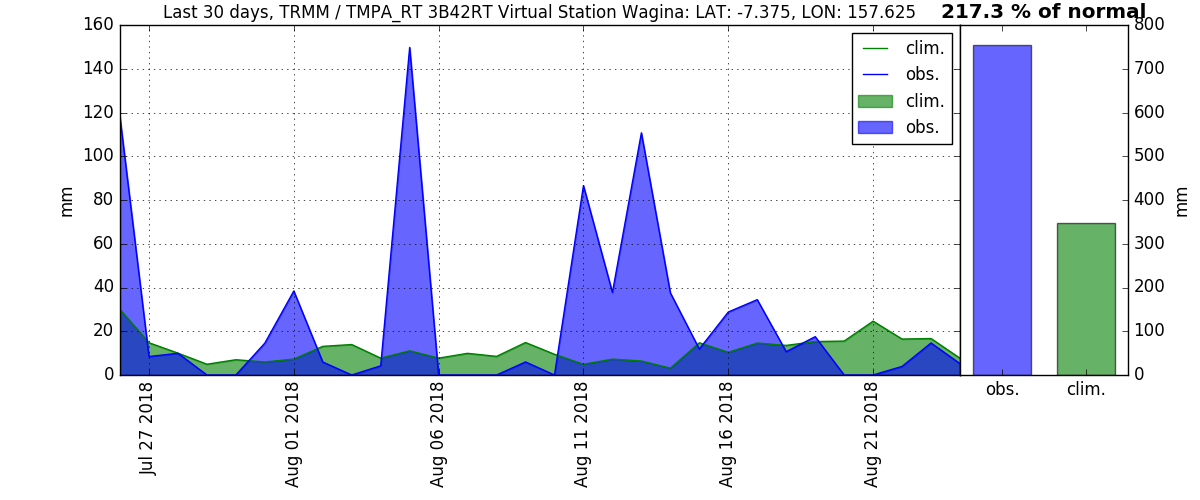 Last 30 days, TRMM / TMPA_RT 3B42RT Virtual Station Wagina: LAT: -7.375, LON: 157.625
217.3 % of normal
160
140
120
100
80
60
40
20
0
mm
clim.
obs.
clim.
obs.
800
700
600
500
400
300
200
100
0
mm
Jul 27 2018
Aug 01 2018
Aug 06 2018
Aug 11 2018
Aug 16 2018
Aug 21 2018
obs.
clim.